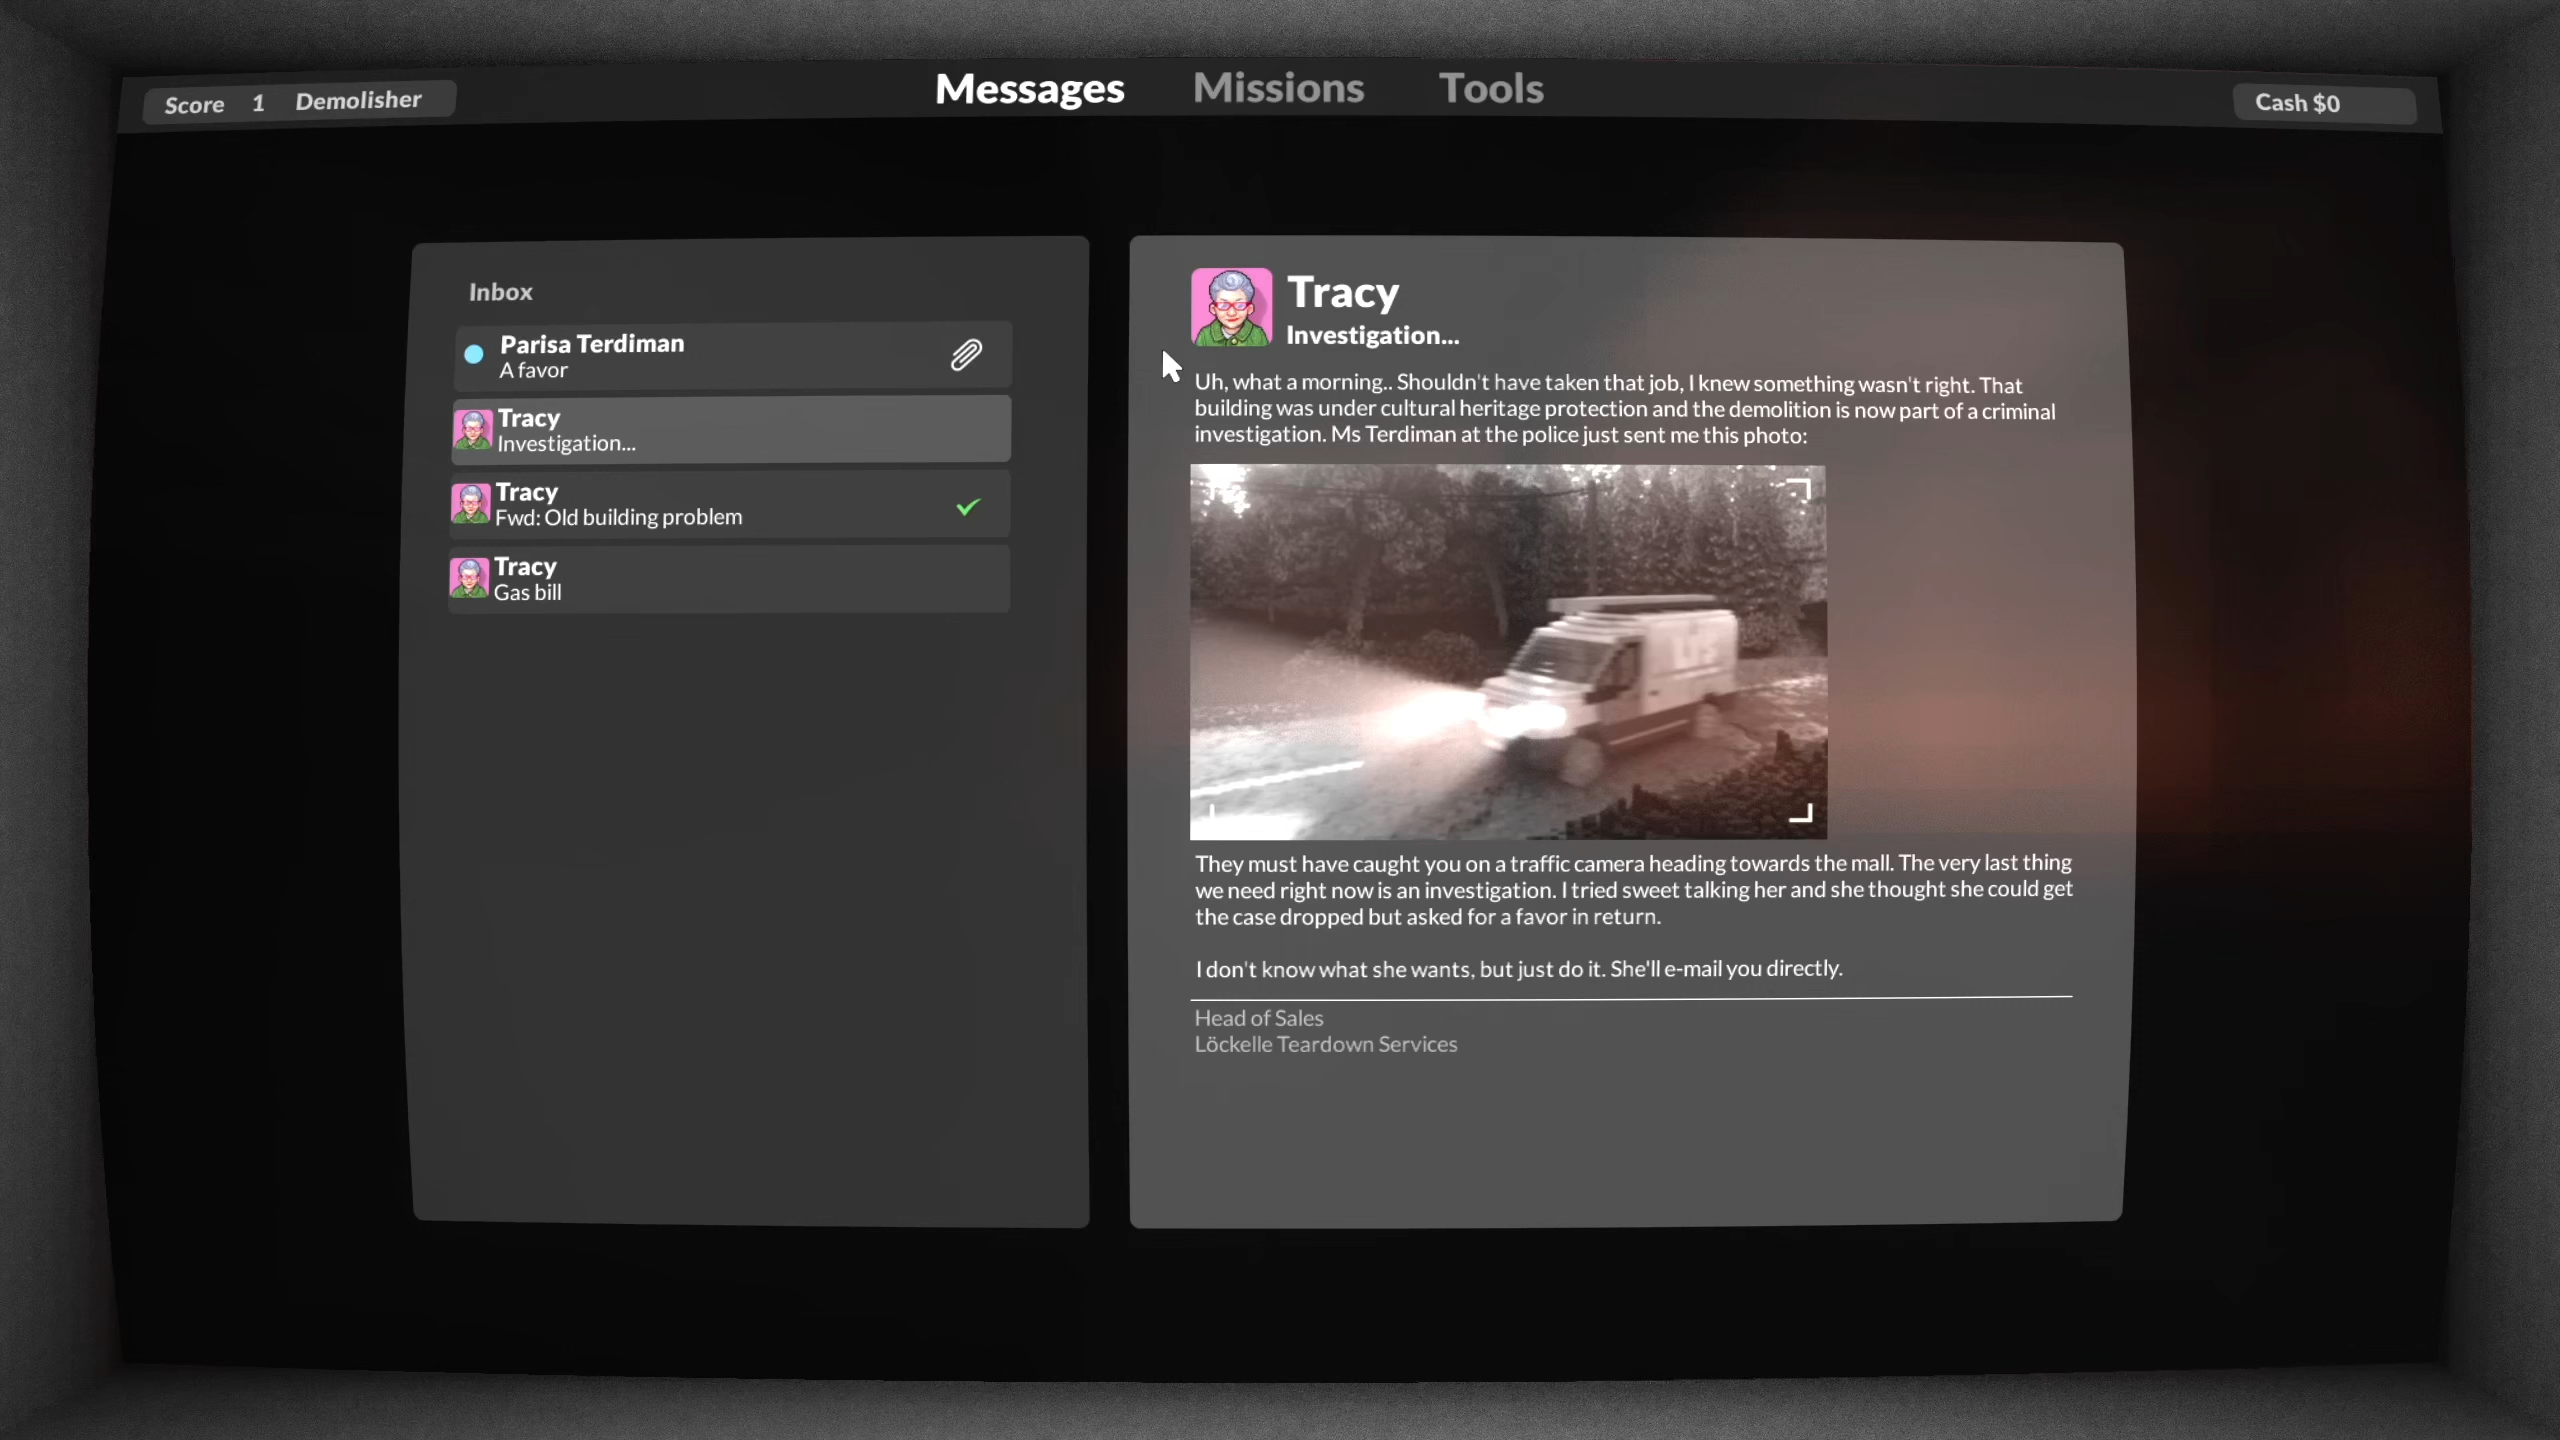 Score 1 Demolisher
Messages
Missions
Tools
Cash $0
Inbox
Parisa Terdiman
A favor
Tracy
Investigation...
Tracy
Fwd: Old building problem
Tracy
Gas bill
Tracy
Investigation...
Uh, what a morning.. Shouldn't have taken that job, I knew something wasn't right. That
building was under cultural heritage protection and the demolition is now part of a criminal
investigation. Ms Terdiman at the police just sent me this photo:
They must have caught you on a traffic camera heading towards the mall. The very last thing
we need right now is an investigation. I tried sweet talking her and she thought she could get
the case dropped but asked for a favor in return.
I don't know what she wants, but just do it. She'll e-mail you directly.
Head of Sales
Löckelle Teardown Services